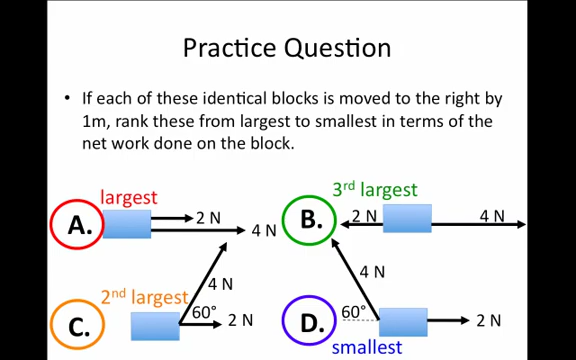 Practice Question
• If each of these identical blocks is moved to the right by
1m, rank these from largest to smallest in terms of the
net work done on the block.
largest
A.
2 N
4 N
3rd largest
B.
2 N
4 N
2nd largest
C.
4 N
60°
2 N
D.
4 N
60°
2 N
smallest